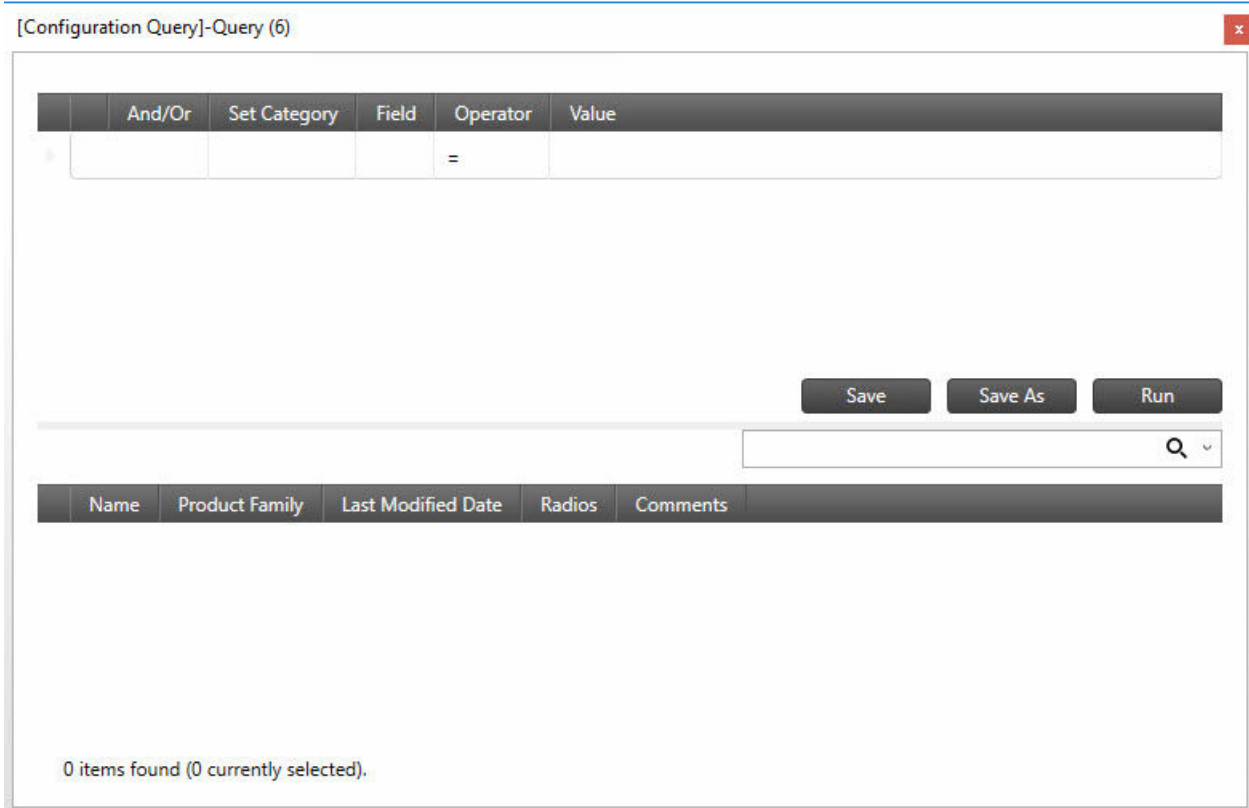 [Configuration Query]-Query (6)
x
And/Or Set Category Field Operator Value
=
Save Save As Run
Name Product Family Last Modified Date Radios Comments
0 items found (0 currently selected).